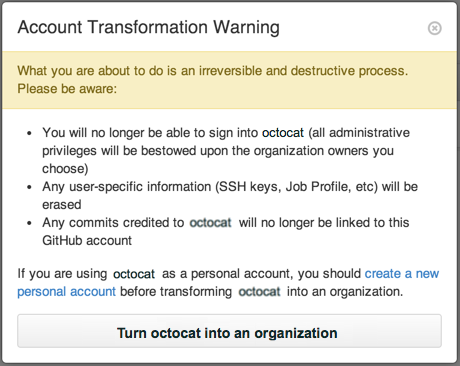 Account Transformation Warning
What you are about to do is an irreversible and destructive process.
Please be aware:
You will no longer be able to sign into octocat (all administrative
privileges will be bestowed upon the organization owners you
choose)
Any user-specific information (SSH keys, Job Profile, etc) will be
erased
Any commits credited to octocat will no longer be linked to this
GitHub account
If you are using octocat as a personal account, you should create a new
personal account before transforming octocat into an organization.
Turn octocat into an organization